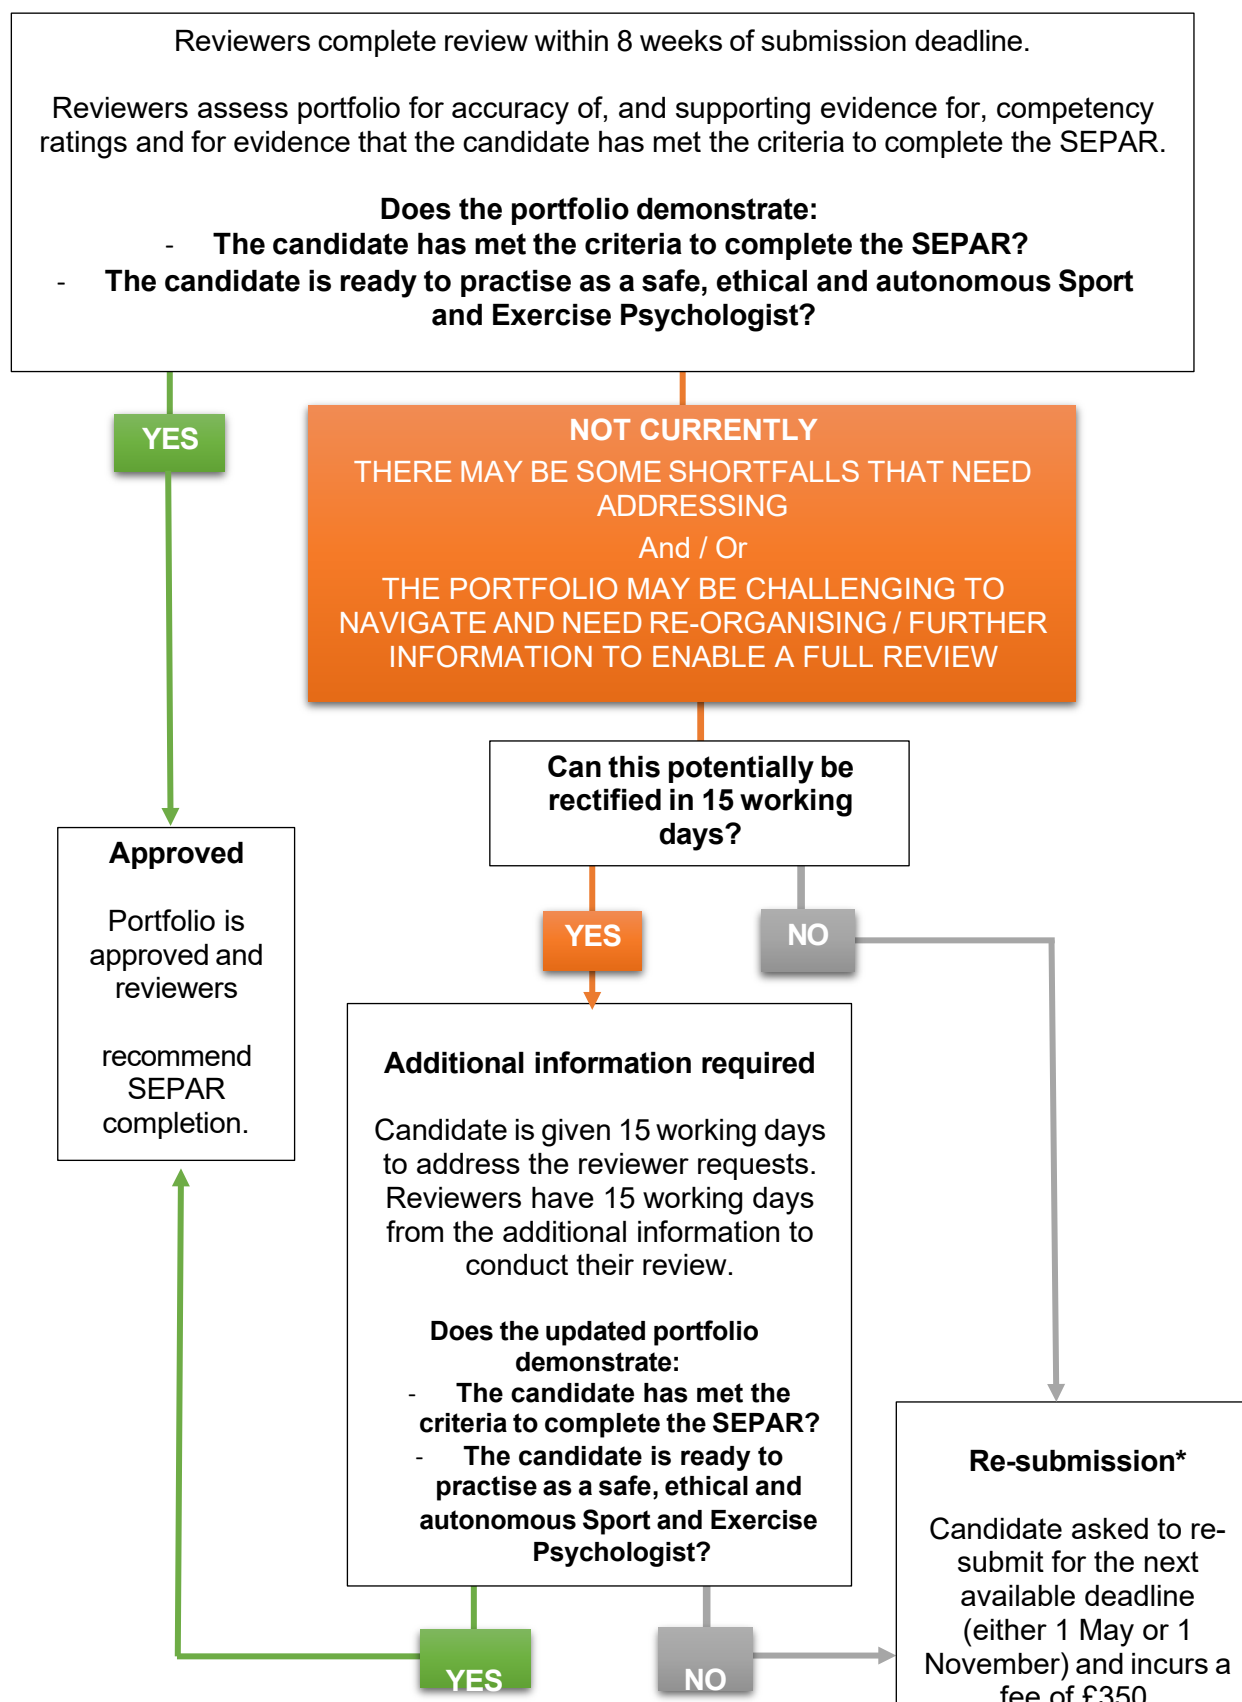 Reviewers complete review within 8 weeks of submission deadline.
Reviewers assess portfolio for accuracy of, and supporting evidence for, competency
ratings and for evidence that the candidate has met the criteria to complete the SEPAR.
Does the portfolio demonstrate:
- The candidate has met the criteria to complete the SEPAR?
- The candidate is ready to practise as a safe, ethical and autonomous Sport
and Exercise Psychologist?
YES
NOT CURRENTLY
THERE MAY BE SOME SHORTFALLS THAT NEED
ADDRESSING
And / Or
THE PORTFOLIO MAY BE CHALLENGING TO
NAVIGATE AND NEED RE-ORGANISING / FURTHER
INFORMATION TO ENABLE A FULL REVIEW
Can this potentially be
rectified in 15 working
days?
Approved
Portfolio is
approved and
reviewers
recommend
SEPAR
completion.
YES
NO
Additional information required
Candidate is given 15 working days
to address the reviewer requests.
Reviewers have 15 working days
from the additional information to
conduct their review.
Does the updated portfolio
demonstrate:
- The candidate has met the
criteria to complete the SEPAR?
- The candidate is ready to
practise as a safe, ethical and
autonomous Sport and Exercise
Psychologist?
YES
NO
Re-submission*
Candidate asked to re-
submit for the next
available deadline
(either 1 May or 1
November) and incurs a
fee of £350